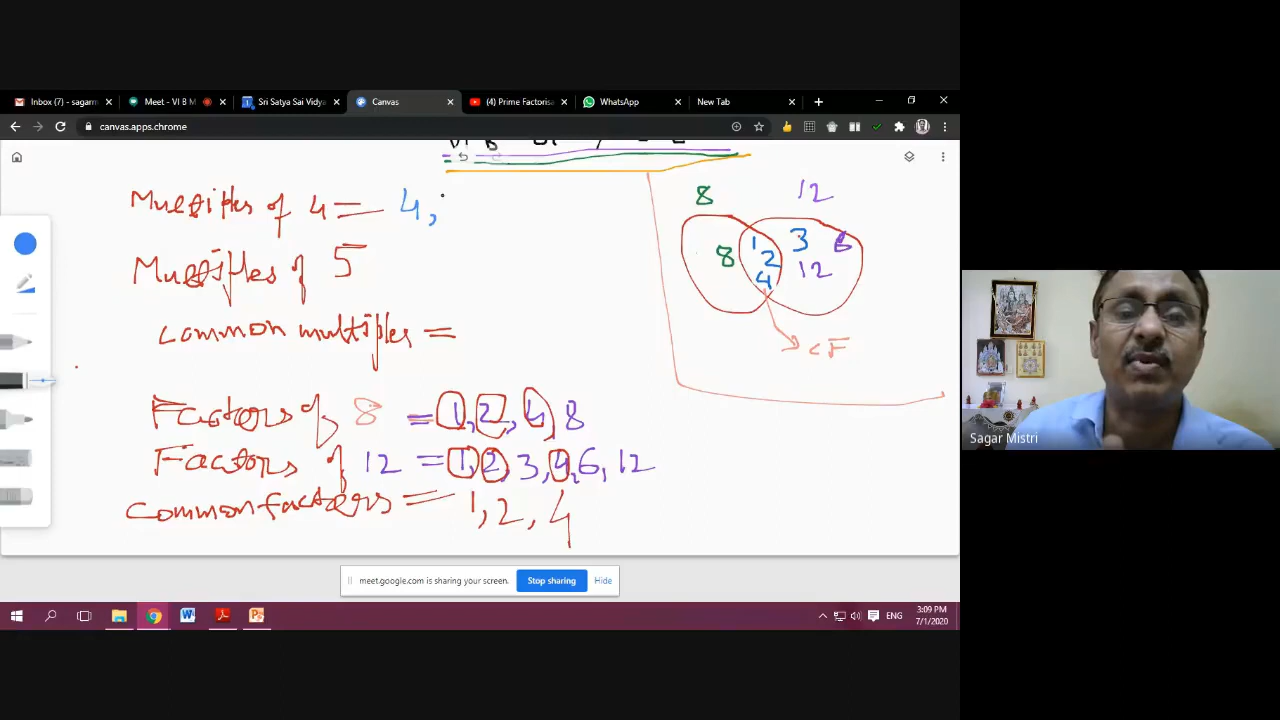 Inbox (7) - sagarm
Meet - VI B M
Sri Satya Sai Vidya
Canvas
(4) Prime Factoris
WhatsApp
New Tab
canvas.apps.chrome
Multiples of 4 = 4,
Multiples of 5
common multiples =
Factors of 8 = 1, 2, 4, 8
Factors of 12 = 1, 2, 3, 4, 6, 12
Common factors = 1, 2, 4
8 12
8 1 2 4 3 6 12
CF
Sagar Mistri
meet.google.com is sharing your screen.
Stop sharing
Hide
ENG
3:09 PM
7/1/2020